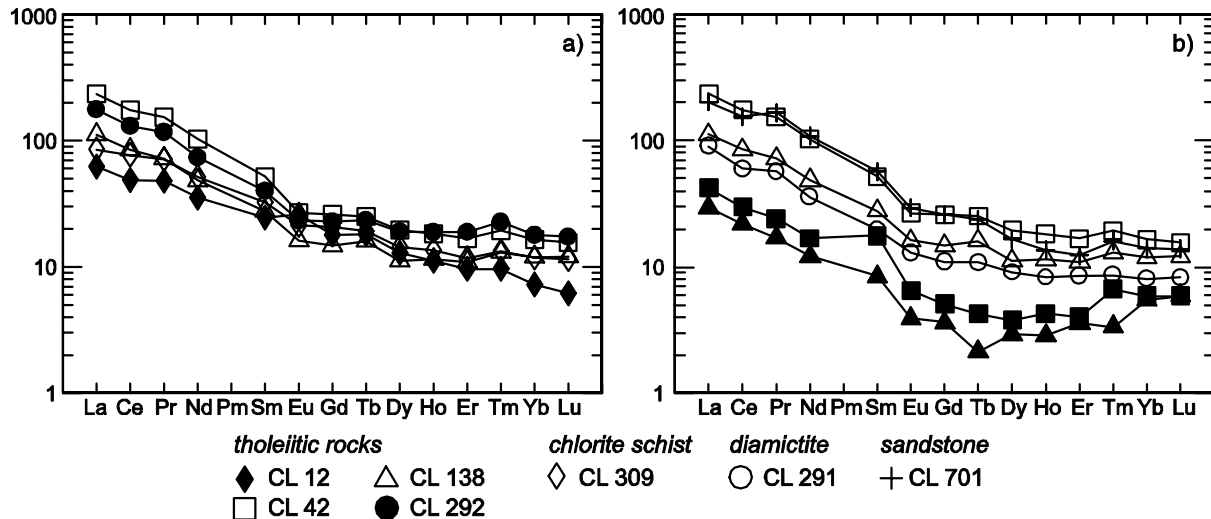 1000 1000
a) b)
100 100
10 10
1 1
La Ce Pr Nd Pm Sm Eu Gd Tb Dy Ho Er Tm Yb Lu La Ce Pr Nd Pm Sm Eu Gd Tb Dy Ho Er Tm Yb Lu
tholeiitic rocks chlorite schist diamictite sandstone
CL 12 CL 138 CL 309 CL 291 CL 701
CL 42 CL 292